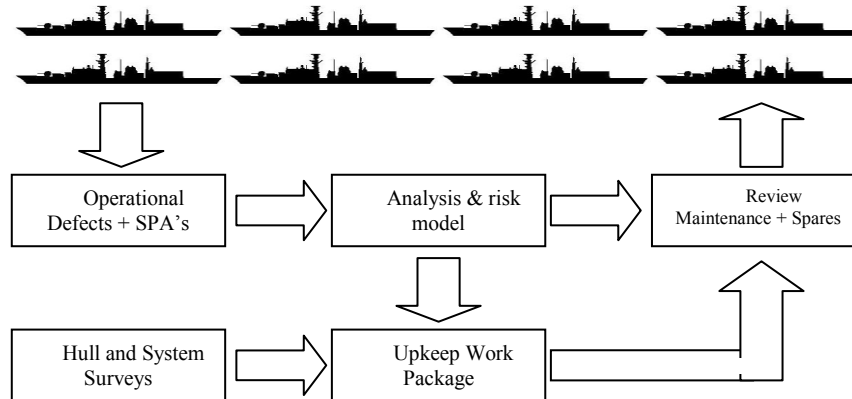 Operational
Defects + SPA's
Analysis & risk
model
Review
Maintenance + Spares
Hull and System
Surveys
Upkeep Work
Package